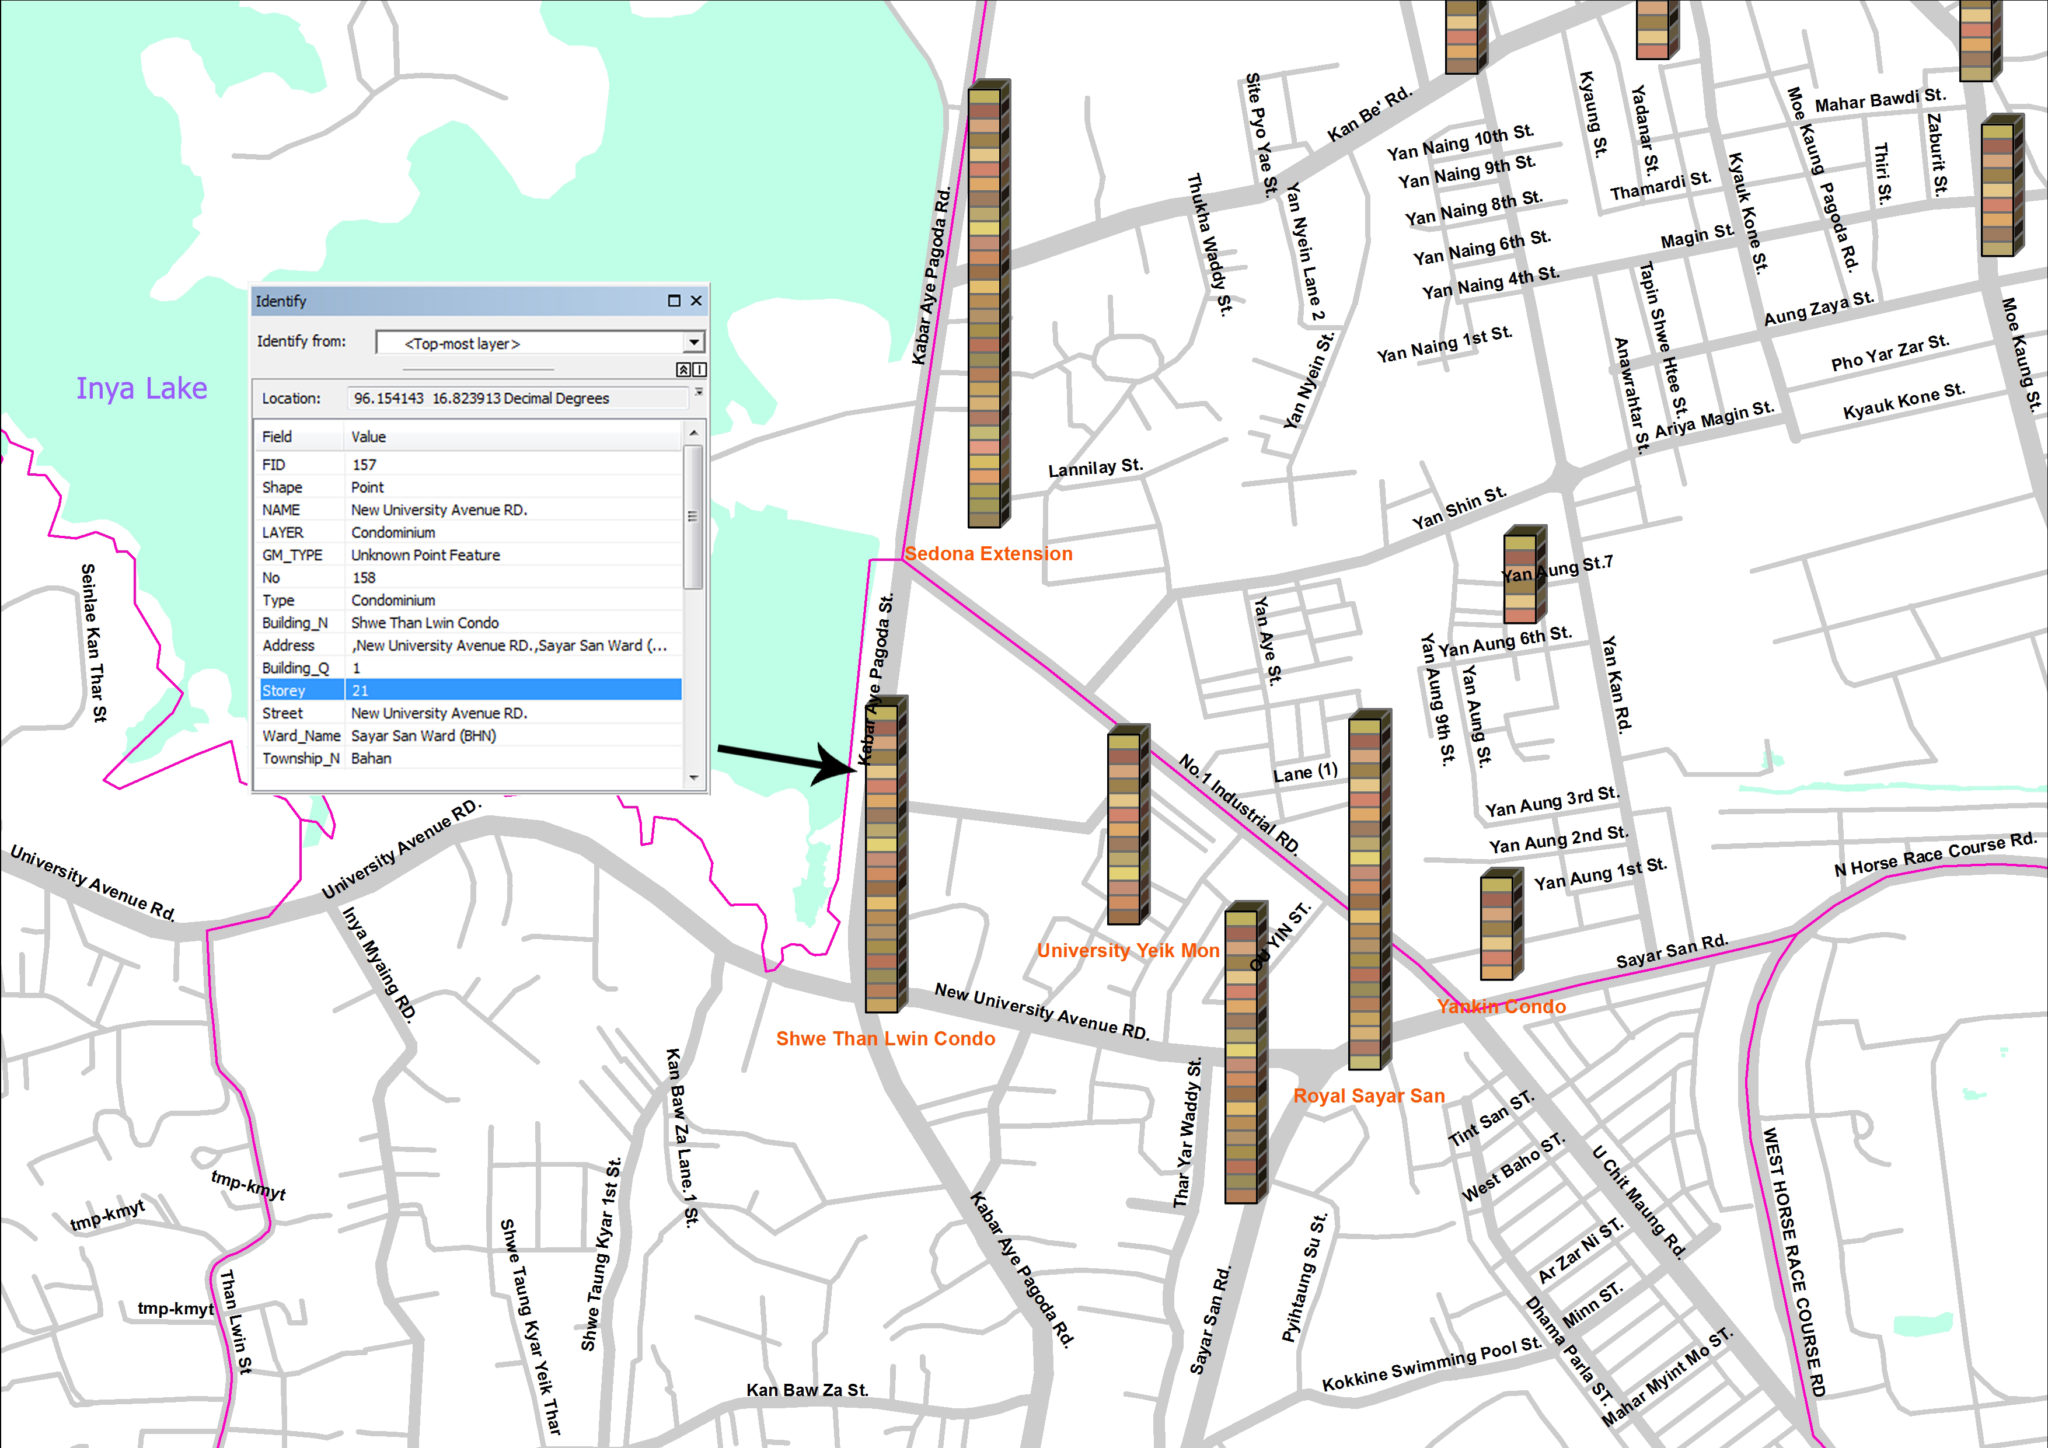 Kan Be' Rd.
Site Pyo Yae St.
Kyaung St.
Yadanar St.
Moe Kaung Pagoda Rd.
Mahar Bawdi St.
Zaburit St.
Thiri St.
Yan Naing 10th St.
Yan Naing 9th St.
Yan Naing 8th St.
Yan Naing 6th St.
Yan Naing 4th St.
Yan Naing 1st St.
Thamardi St.
Kyauk Kone St.
Magin St.
Thukha Waddy St.
Yan Nyein Lane 2
Kabar Aye Pagoda Rd.
Tapin Shwe Htee St.
Aung Zaya St.
Moe Kaung St.
Pho Yar Zar St.
Kyauk Kone St.
Anawrahtar St.
Ariya Magin St.
Yan Nyein St.
Inya Lake
Identify
Identify from:
<Top-most layer>
Location:
96.154143 16.823913 Decimal Degrees
Field Value
FID 157
Shape Point
NAME New University Avenue RD.
LAYER Condominium
GM_TYPE Unknown Point Feature
No 158
Type Condominium
Building_N Shwe Than Lwin Condo
Address ,New University Avenue RD.,Sayar San Ward (...
Building_Q 1
Storey 21
Street New University Avenue RD.
Ward_Name Sayar San Ward (BHN)
Township_N Bahan
Lannilay St.
Yan Shin St.
Sedona Extension
Yan Aung St.7
Seinlae Kan Thar St
Kabar Aye Pagoda St.
Yan Aye St.
Yan Aung 6th St.
Yan Aung 9th St.
Yan Aung St.
Yan Kan Rd.
No.1 Industrial RD.
Lane (1)
Yan Aung 3rd St.
Yan Aung 2nd St.
Yan Aung 1st St.
N Horse Race Course Rd.
University Avenue Rd.
University Avenue RD.
Inya Myaing RD.
University Yeik Mon
OU YIN ST.
Sayar San Rd.
Yankin Condo
New University Avenue RD.
Shwe Than Lwin Condo
Royal Sayar San
Kan Baw Za Lane.1 St.
Thar Yar Waddy St.
Tint San ST.
West Baho ST.
U Chit Maung Rd.
WEST HORSE RACE COURSE RD
tmp-kmyt
tmp-kmyt
tmp-kmyt
Than Lwin St
Shwe Taung Kyar 1st St.
Shwe Taung Kyar Yeik Thar
Kabar Aye Pagoda Rd.
Sayar San Rd.
Pyihtaung Su St.
Ar Zar Ni ST.
Minn ST.
Dhama Parla ST.
Mahar Myint Mo ST.
Kokkine Swimming Pool St.
Kan Baw Za St.